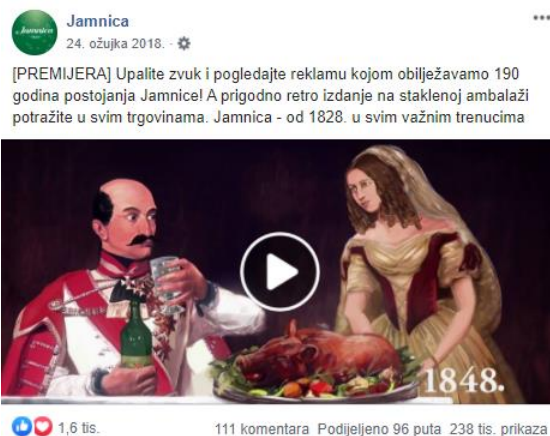 Jamnica
Jamnica
24. ožujka 2018. ·
[PREMIJERA] Upalite zvuk i pogledajte reklamu kojom obilježavamo 190
godina postojanja Jamnice! A prigodno retro izdanje na staklenoj ambalaži
potražite u svim trgovinama. Jamnica - od 1828. u svim važnim trenucima
1848.
1,6 tis.
111 komentara Podijeljeno 96 puta 238 tis. prikaza